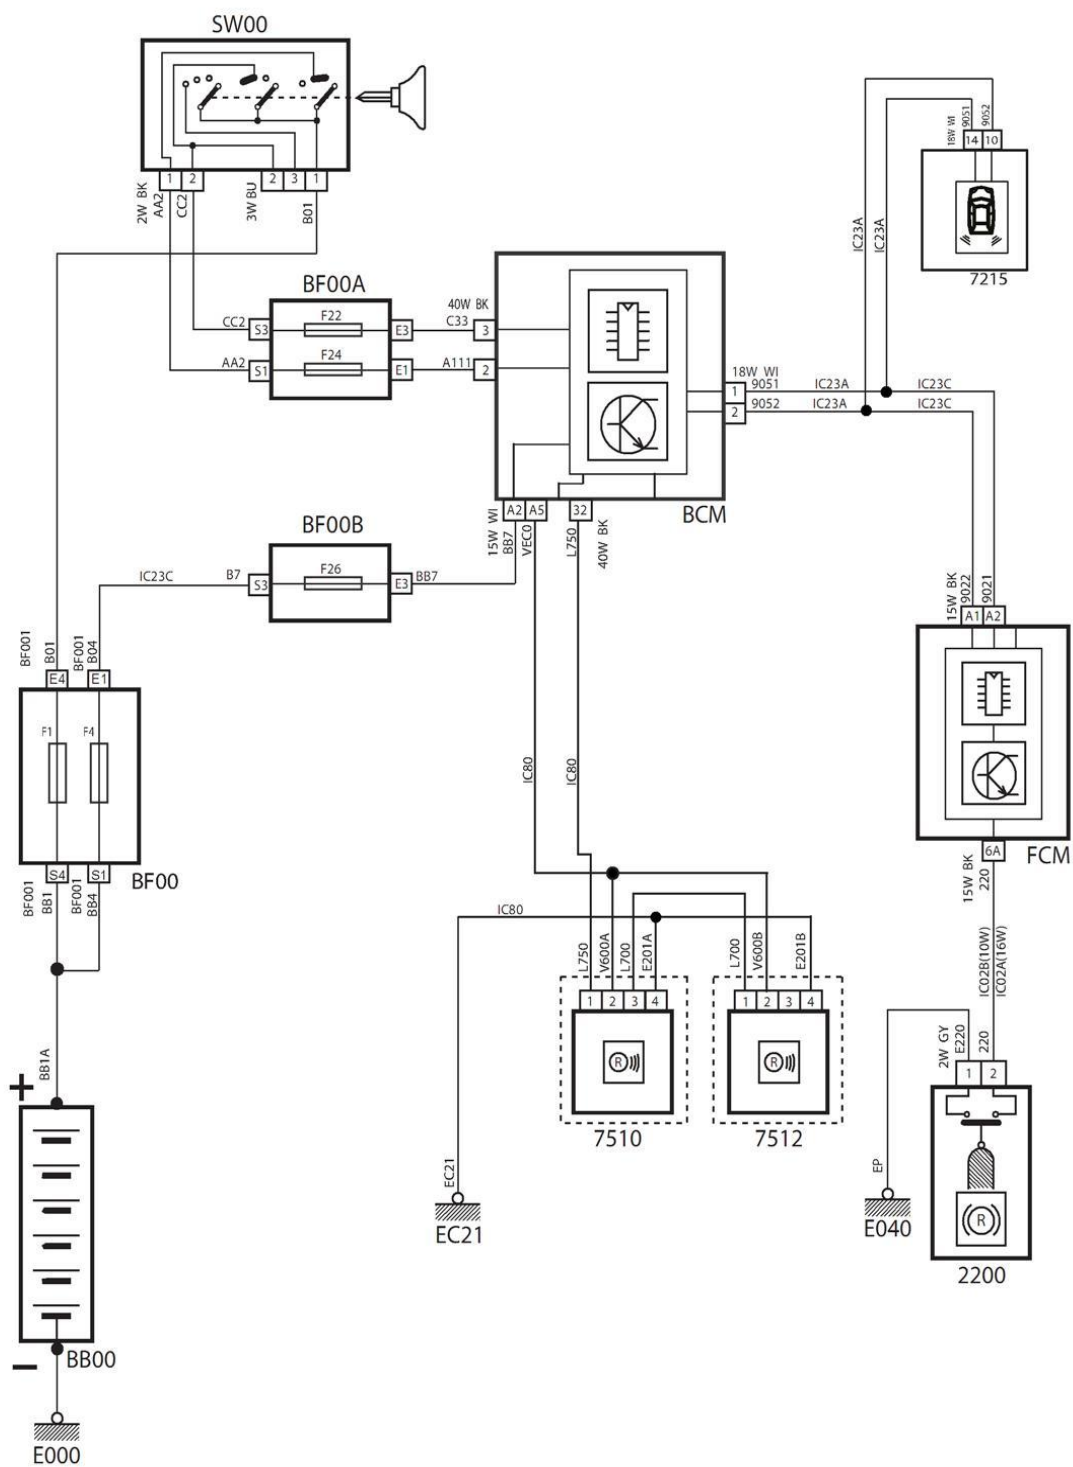 SW00
1
2
2
3
1
2W BK
AA2
CC2
3W BU
B01
18W WI
9051
9052
14
10
7215
IC23A
IC23A
BF00A
CC2
S3
F22
E3
AA2
S1
F24
E1
40W BK
C33
3
A111
2
18W WI
1
9051
IC23A
IC23C
2
9052
IC23A
IC23C
BCM
A2
A5
32
15W WI
BB7
VEC0
L750
40W BK
BF00B
IC23C
B7
S3
F26
E3
BB7
15W BK
9022
9021
A1
A2
BF001
B01
BF001
B04
E4
E1
F1
F4
S4
S1
BF00
BF001
BB1
BF001
BB4
IC80
IC80
6A
FCM
15W BK
220
IC80
L750
V600A
L700
E201A
L700
V600B
E201B
1
2
3
4
1
2
3
4
R
R
7510
7512
IC02B(10W)
IC02A(16W)
2W GY
E220
220
1
2
R
2200
BB1A
+
−
BB00
E000
EC21
EC21
EP
E040